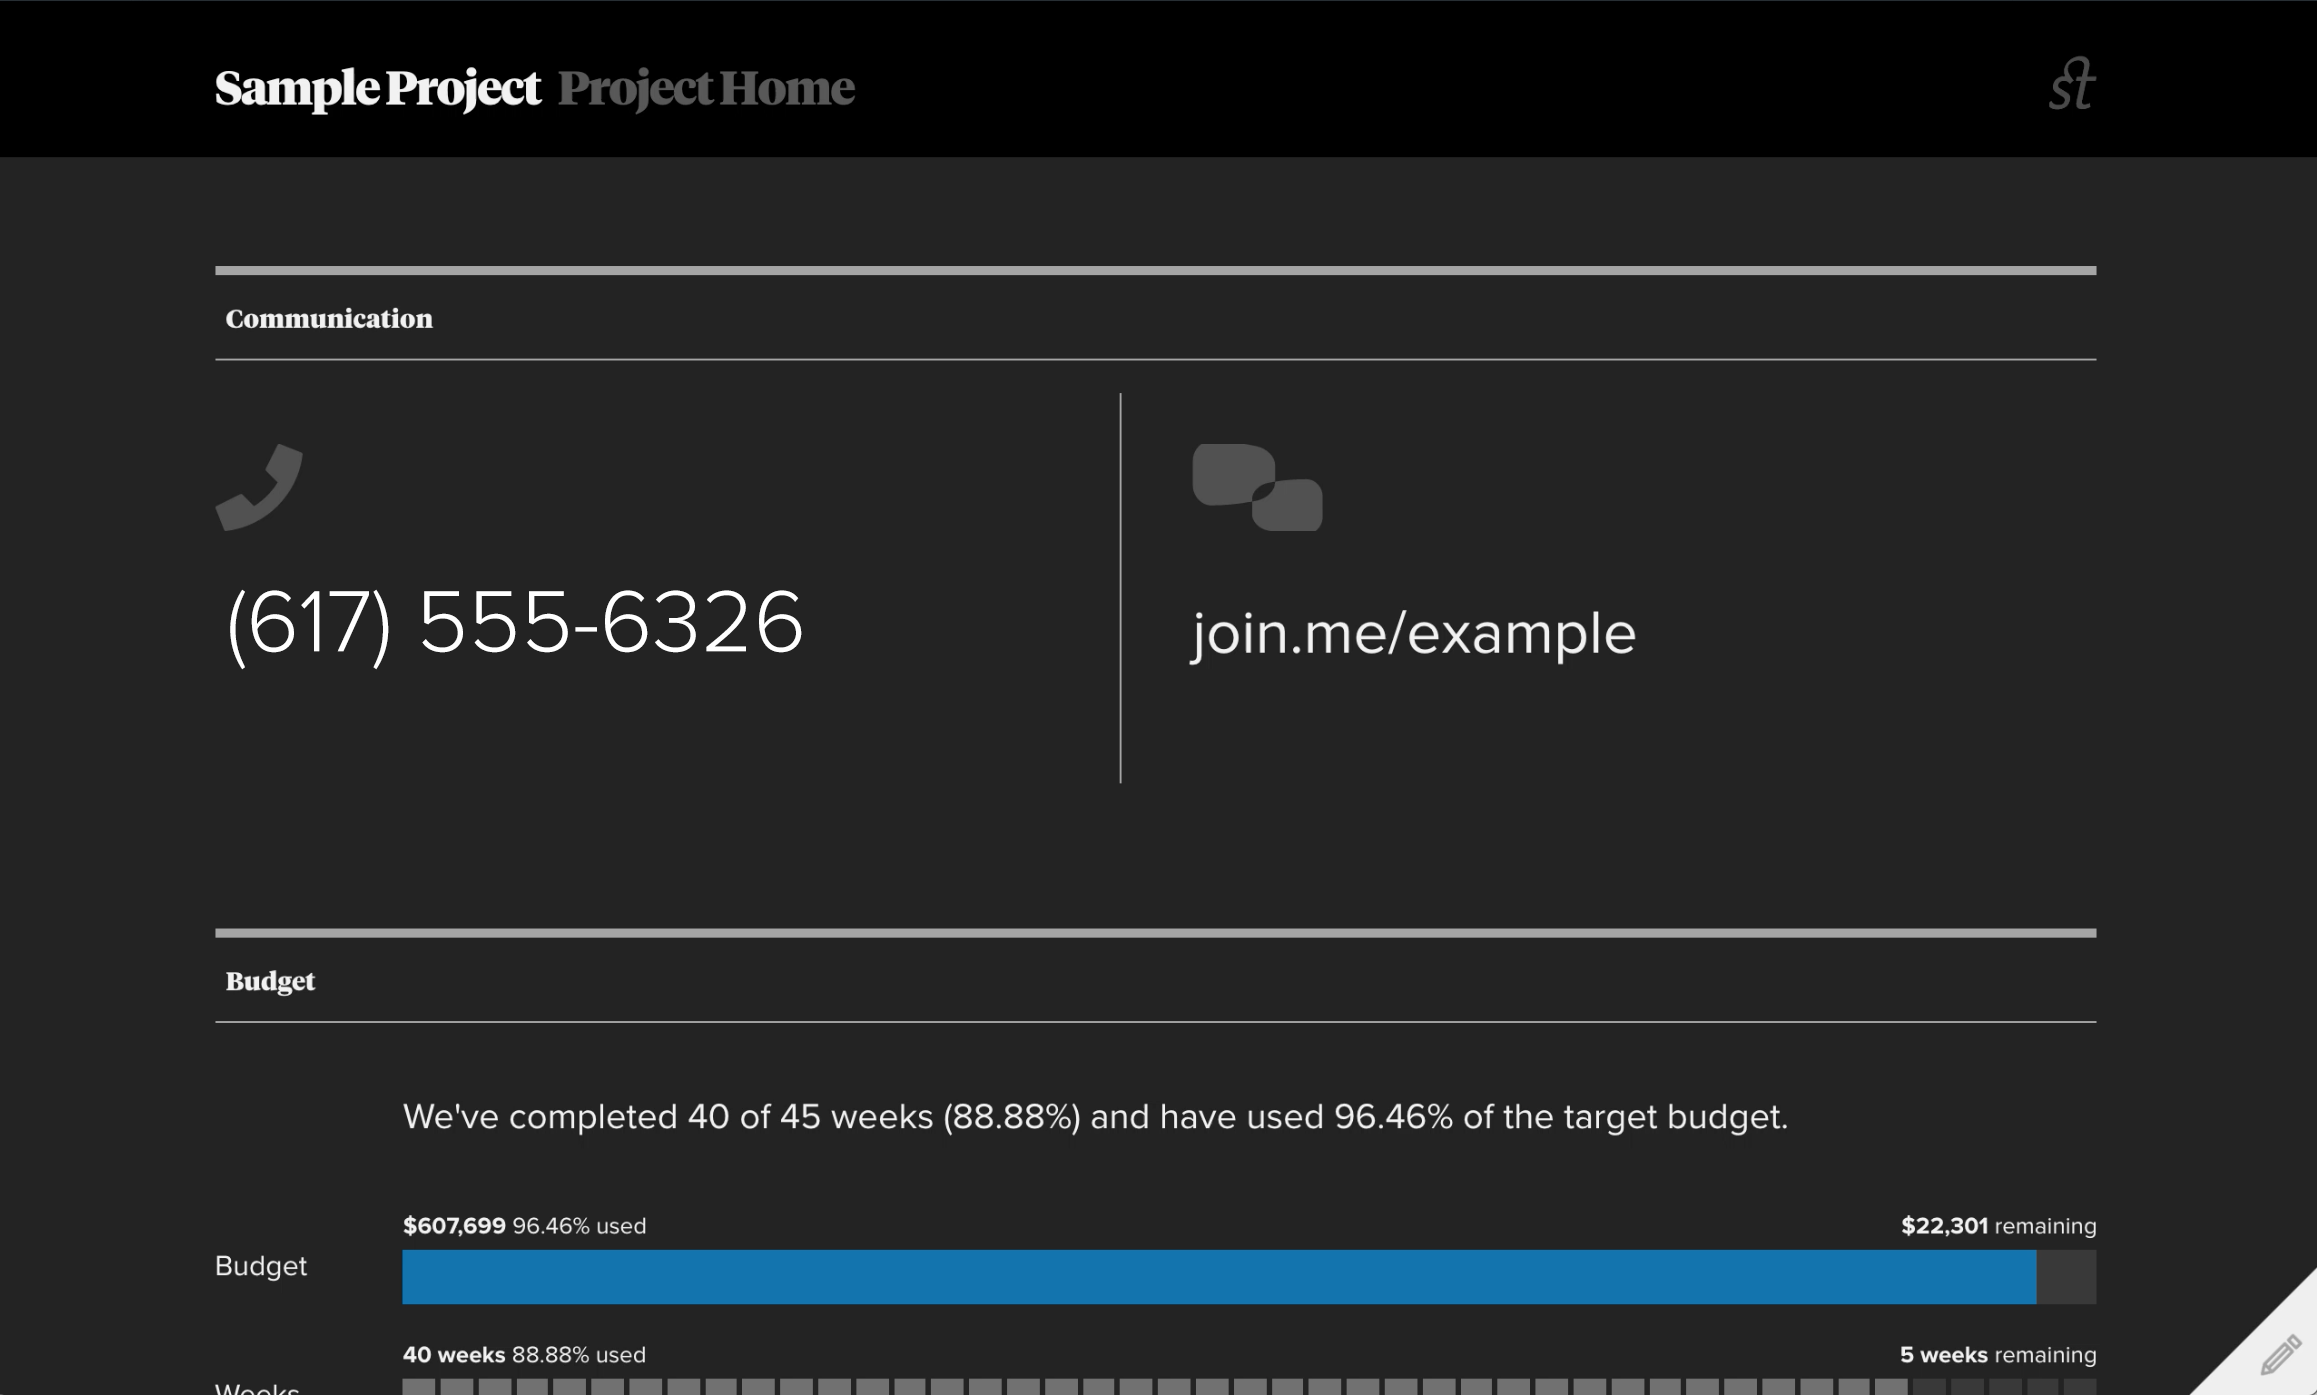 Sample Project Project Home
st
Communication
(617) 555-6326
join.me/example
Budget
We've completed 40 of 45 weeks (88.88%) and have used 96.46% of the target budget.
$607,699 96.46% used
$22,301 remaining
Budget
40 weeks 88.88% used
5 weeks remaining
Weeks